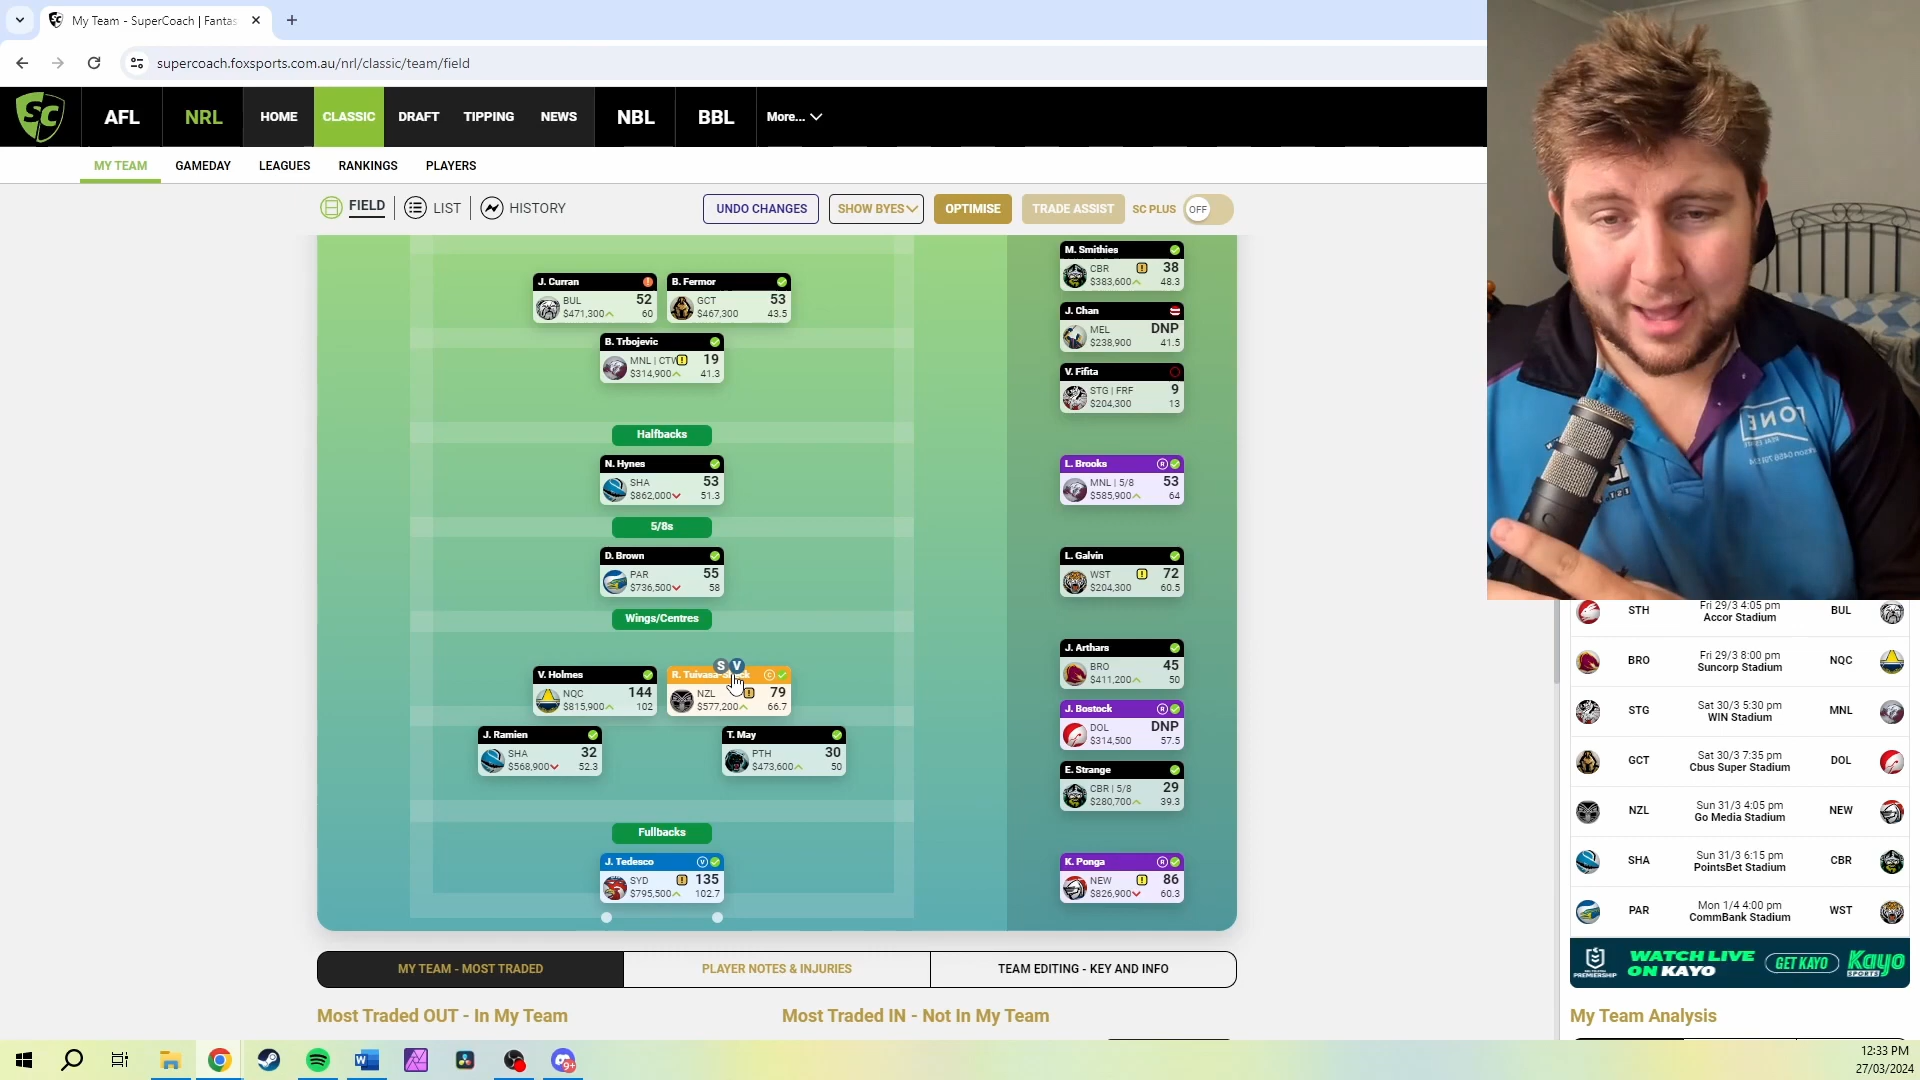 My Team - SuperCoach | Fantas
supercoach.foxsports.com.au/nrl/classic/team/field
SC
AFL
NRL
HOME
CLASSIC
DRAFT
TIPPING
NEWS
NBL
BBL
More...
MY TEAM
GAMEDAY
LEAGUES
RANKINGS
PLAYERS
FIELD
LIST
HISTORY
UNDO CHANGES
SHOW BYES
OPTIMISE
TRADE ASSIST
SC PLUS
OFF
J. Curran
BUL 52
$471,300 60
B. Fermor
GCT 53
$467,300 43.5
B. Trbojevic
MNL | CTW 19
$314,900 41.3
Halfbacks
N. Hynes
SHA 53
$862,000 51.3
5/8s
D. Brown
PAR 55
$736,500 58
Wings/Centres
V. Holmes
NQC 144
$815,900 102
S V
R. Tuivasa-S ck C
NZL 79
$577,200 66.7
J. Ramien
SHA 32
$568,900 52.3
T. May
PTH 30
$473,600 50
Fullbacks
J. Tedesco V
SYD 135
$795,500 102.7
M. Smithies
CBR 38
$383,600 48.3
J. Chan
MEL DNP
$238,900 41.5
V. Fifita
STG | FRF 9
$204,300 13
L. Brooks R
MNL | 5/8 53
$585,900 64
L. Galvin
WST 72
$204,300 60.5
J. Arthars
BRO 45
$411,200 50
J. Bostock R
DOL DNP
$314,500 57.5
E. Strange
CBR | 5/8 29
$280,700 39.3
K. Ponga R
NEW 86
$826,900 60.3
MY TEAM - MOST TRADED
PLAYER NOTES & INJURIES
TEAM EDITING - KEY AND INFO
Most Traded OUT - In My Team
Most Traded IN - Not In My Team
STH Fri 29/3 4:05 pm BUL
Accor Stadium
BRO Fri 29/3 8:00 pm NQC
Suncorp Stadium
STG Sat 30/3 5:30 pm MNL
WIN Stadium
GCT Sat 30/3 7:35 pm DOL
Cbus Super Stadium
NZL Sun 31/3 4:05 pm NEW
Go Media Stadium
SHA Sun 31/3 6:15 pm CBR
PointsBet Stadium
PAR Mon 1/4 4:00 pm WST
CommBank Stadium
WATCH LIVE
ON KAYO
GET KAYO
Kayo
SPORTS
My Team Analysis
9+
12:33 PM
27/03/2024